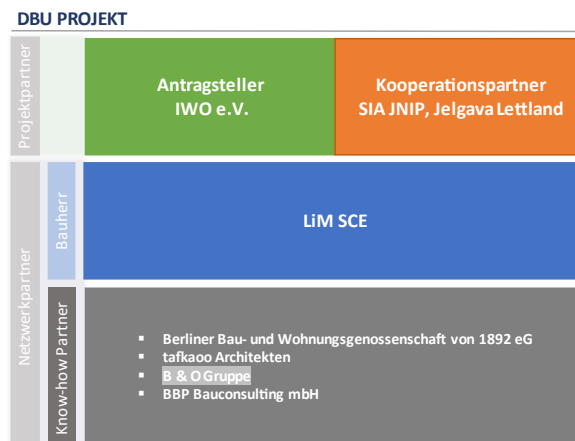 DBU PROJEKT
Projektpartner
Antragsteller
IWO e.V.
Kooperationspartner
SIA JNIP, Jelgava Lettland
Netzwerkpartner
Bauherr
LiM SCE
Know-how Partner
▪ Berliner Bau- und Wohnungsgenossenschaft von 1892 eG
▪ tafkaoo Architekten
▪ B & O Gruppe
▪ BBP Bauconsulting mbH